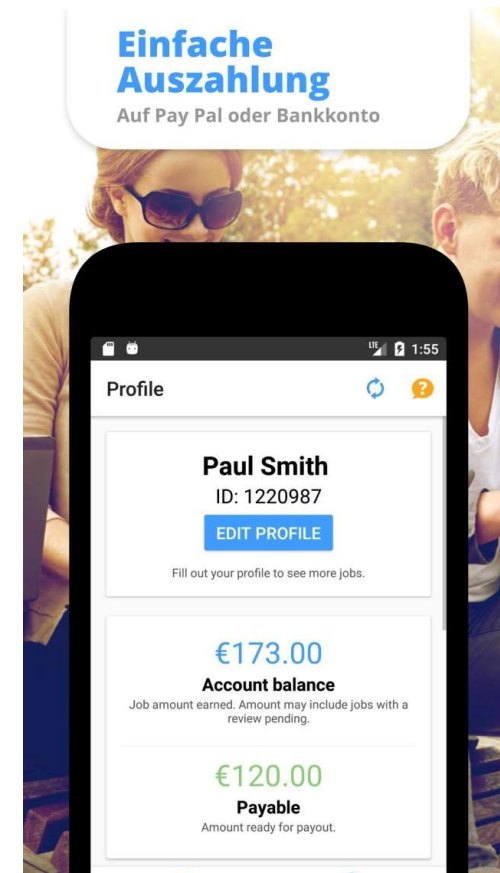 Einfache
Auszahlung
Auf Pay Pal oder Bankkonto
LTE 1:55
Profile
?
Paul Smith
ID: 1220987
EDIT PROFILE
Fill out your profile to see more jobs.
€173.00
Account balance
Job amount earned. Amount may include jobs with a
review pending.
€120.00
Payable
Amount ready for payout.